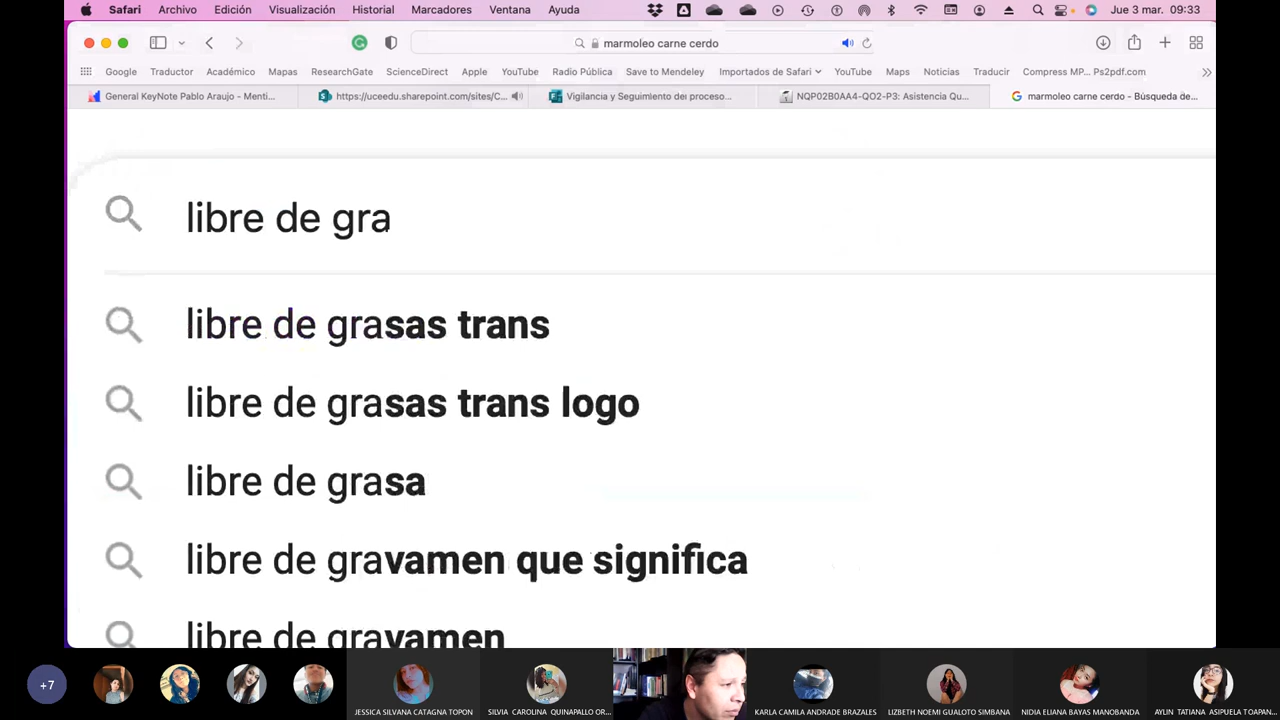 Safari Archivo Edición Visualización Historial Marcadores Ventana Ayuda Jue 3 mar. 09:33
marmoleo carne cerdo
Google Traductor Académico Mapas ResearchGate ScienceDirect Apple YouTube Radio Pública Save to Mendeley Importados de Safari YouTube Maps Noticias Traducir Compress MP... Ps2pdf.com
General KeyNote Pablo Araujo - Menti... https://uceedu.sharepoint.com/sites/C... Vigilancia y Seguimiento del proceso... NQP02B0AA4-QO2-P3: Asistencia Qu... marmoleo carne cerdo - Búsqueda de...
libre de gra
libre de grasas trans
libre de grasas trans logo
libre de grasa
libre de gravamen que significa
libre de gravamen
+7
JESSICA SILVANA CATAGNA TOPON SILVIA CAROLINA QUINAPALLO OR... KARLA CAMILA ANDRADE BRAZALES LIZBETH NOEMI GUALOTO SIMBANA NIDIA ELIANA BAYAS MANOBANDA AYLIN TATIANA ASIPUELA TOAPAN...